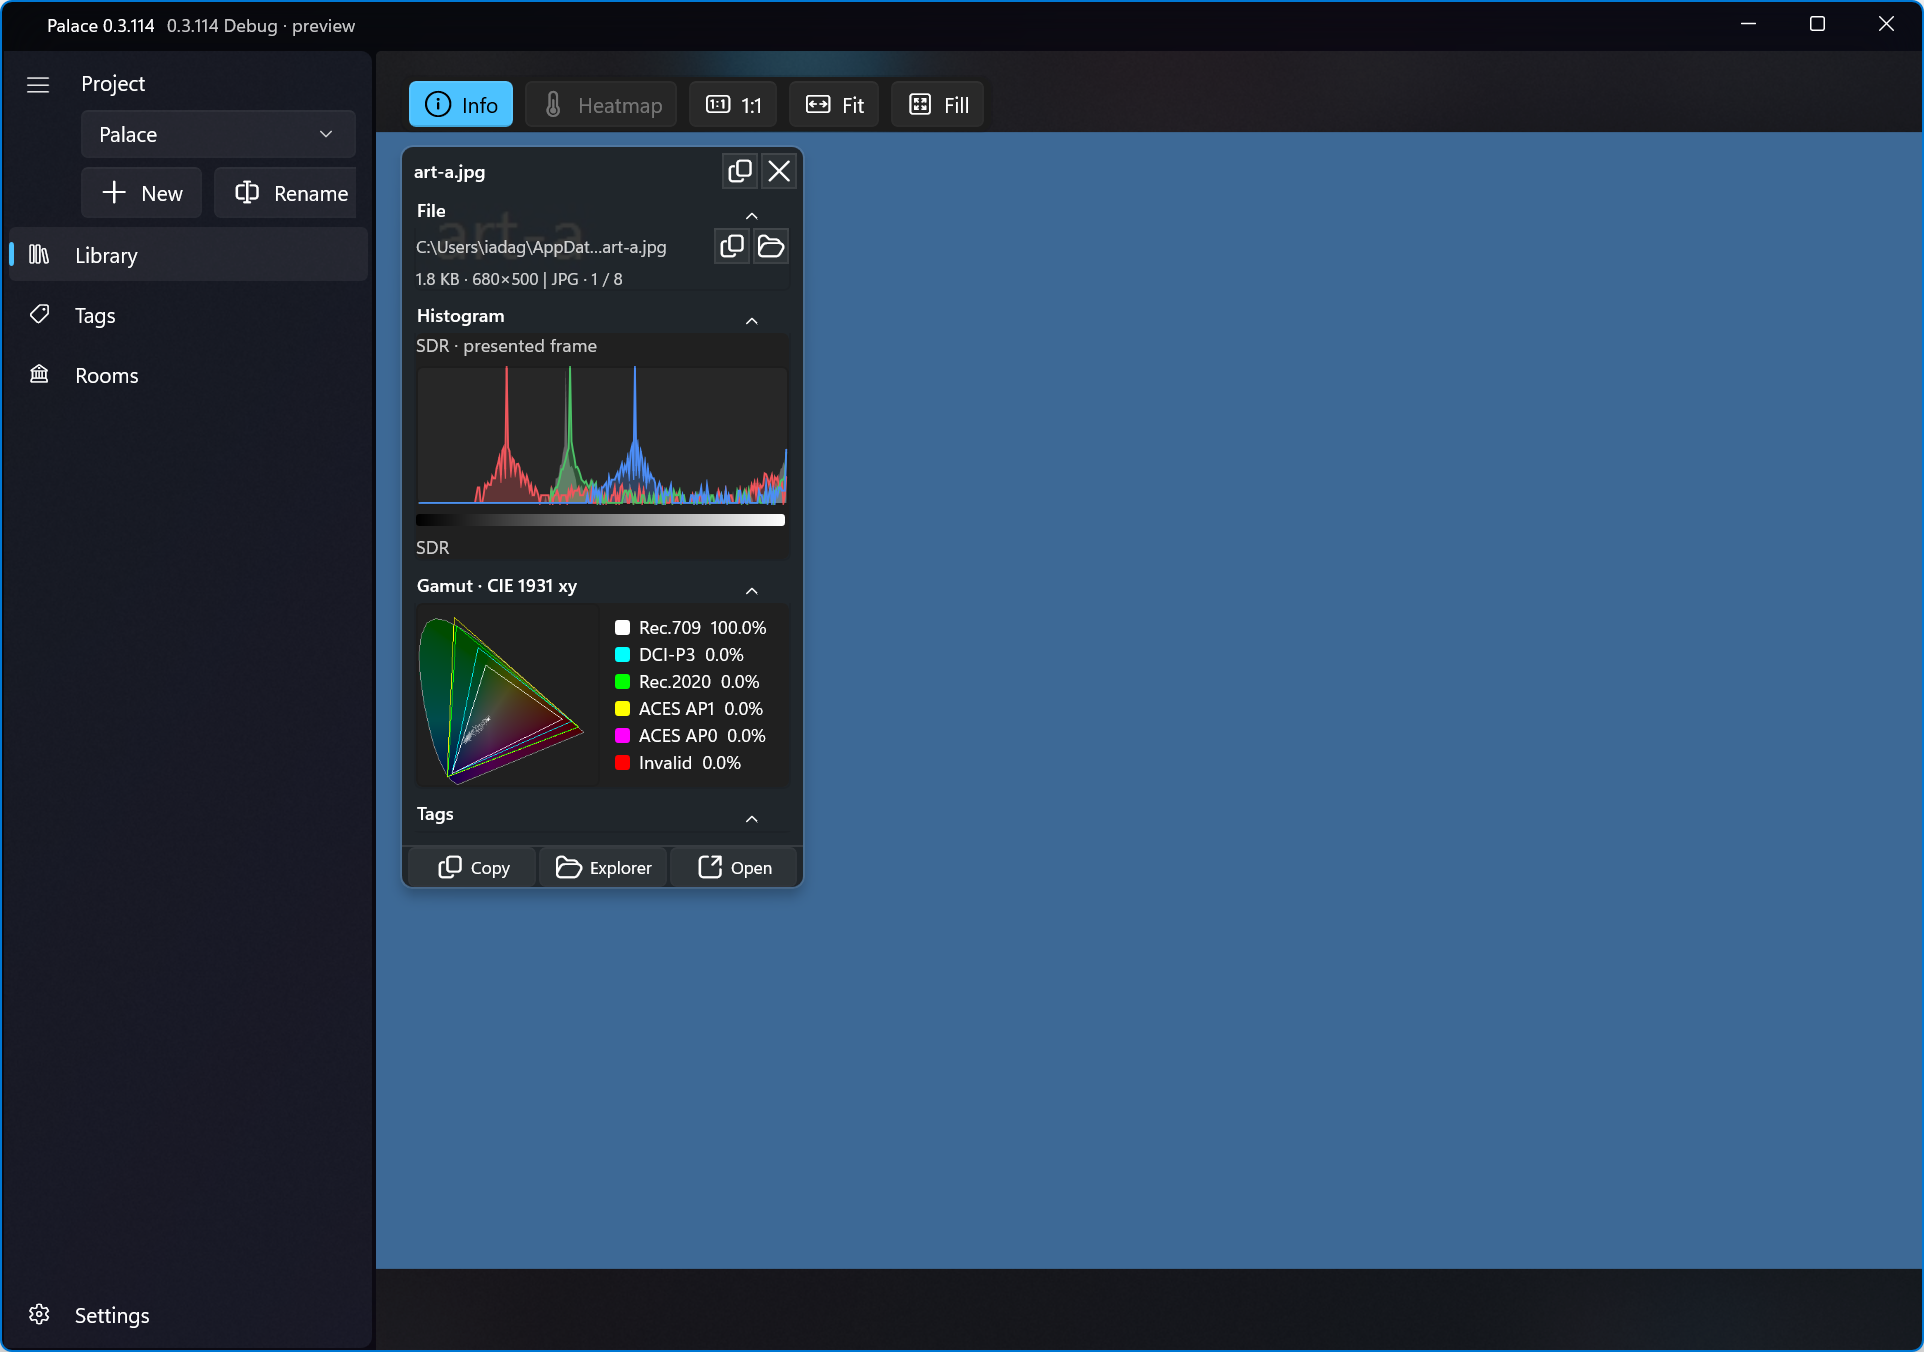 Palace 0.3.114 0.3.114 Debug · preview
Project
Palace
New Rename
Library
Tags
Rooms
Settings
Info Heatmap 1:1 1:1 Fit Fill
art-a.jpg
File
art-a
C:\Users\iadag\AppDat...art-a.jpg
1.8 KB · 680×500 | JPG · 1 / 8
Histogram
SDR · presented frame
SDR
Gamut · CIE 1931 xy
Rec.709 100.0%
DCI-P3 0.0%
Rec.2020 0.0%
ACES AP1 0.0%
ACES AP0 0.0%
Invalid 0.0%
Tags
Copy Explorer Open